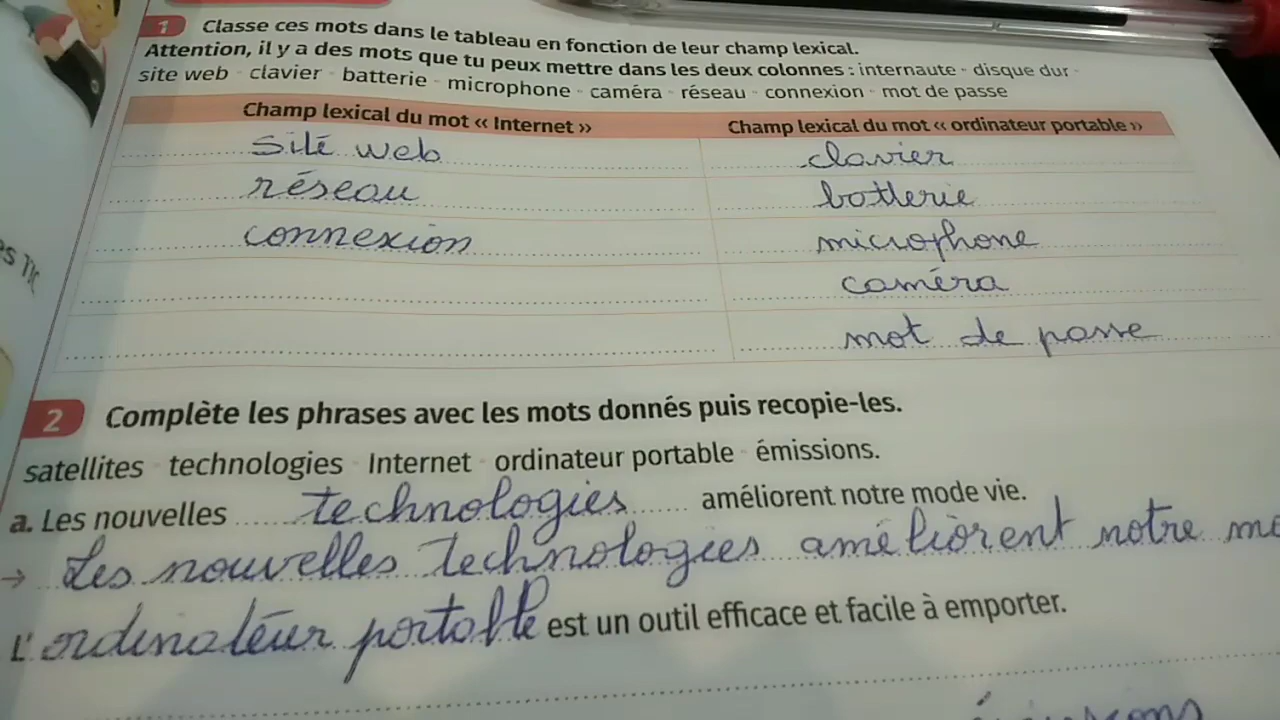 1 Classe ces mots dans le tableau en fonction de leur champ lexical.
Attention, il y a des mots que tu peux mettre dans les deux colonnes : internaute - disque dur -
site web - clavier - batterie - microphone - caméra - réseau - connexion - mot de passe
Champ lexical du mot « Internet » Champ lexical du mot « ordinateur portable »
site web clavier
réseau batterie
connexion microphone
caméra
mot de passe
2 Complète les phrases avec les mots donnés puis recopie-les.
satellites - technologies - Internet - ordinateur portable - émissions.
a. Les nouvelles technologies améliorent notre mode vie.
→ Les nouvelles technologies améliorent notre
L'ordinateur portable est un outil efficace et facile à emporter.